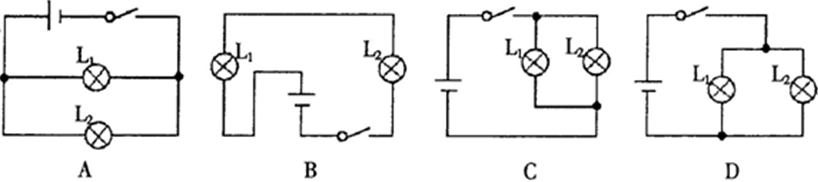 L₁ L₂ L₁ L₂ L₁ L₂ L₁ L₂
A B C D